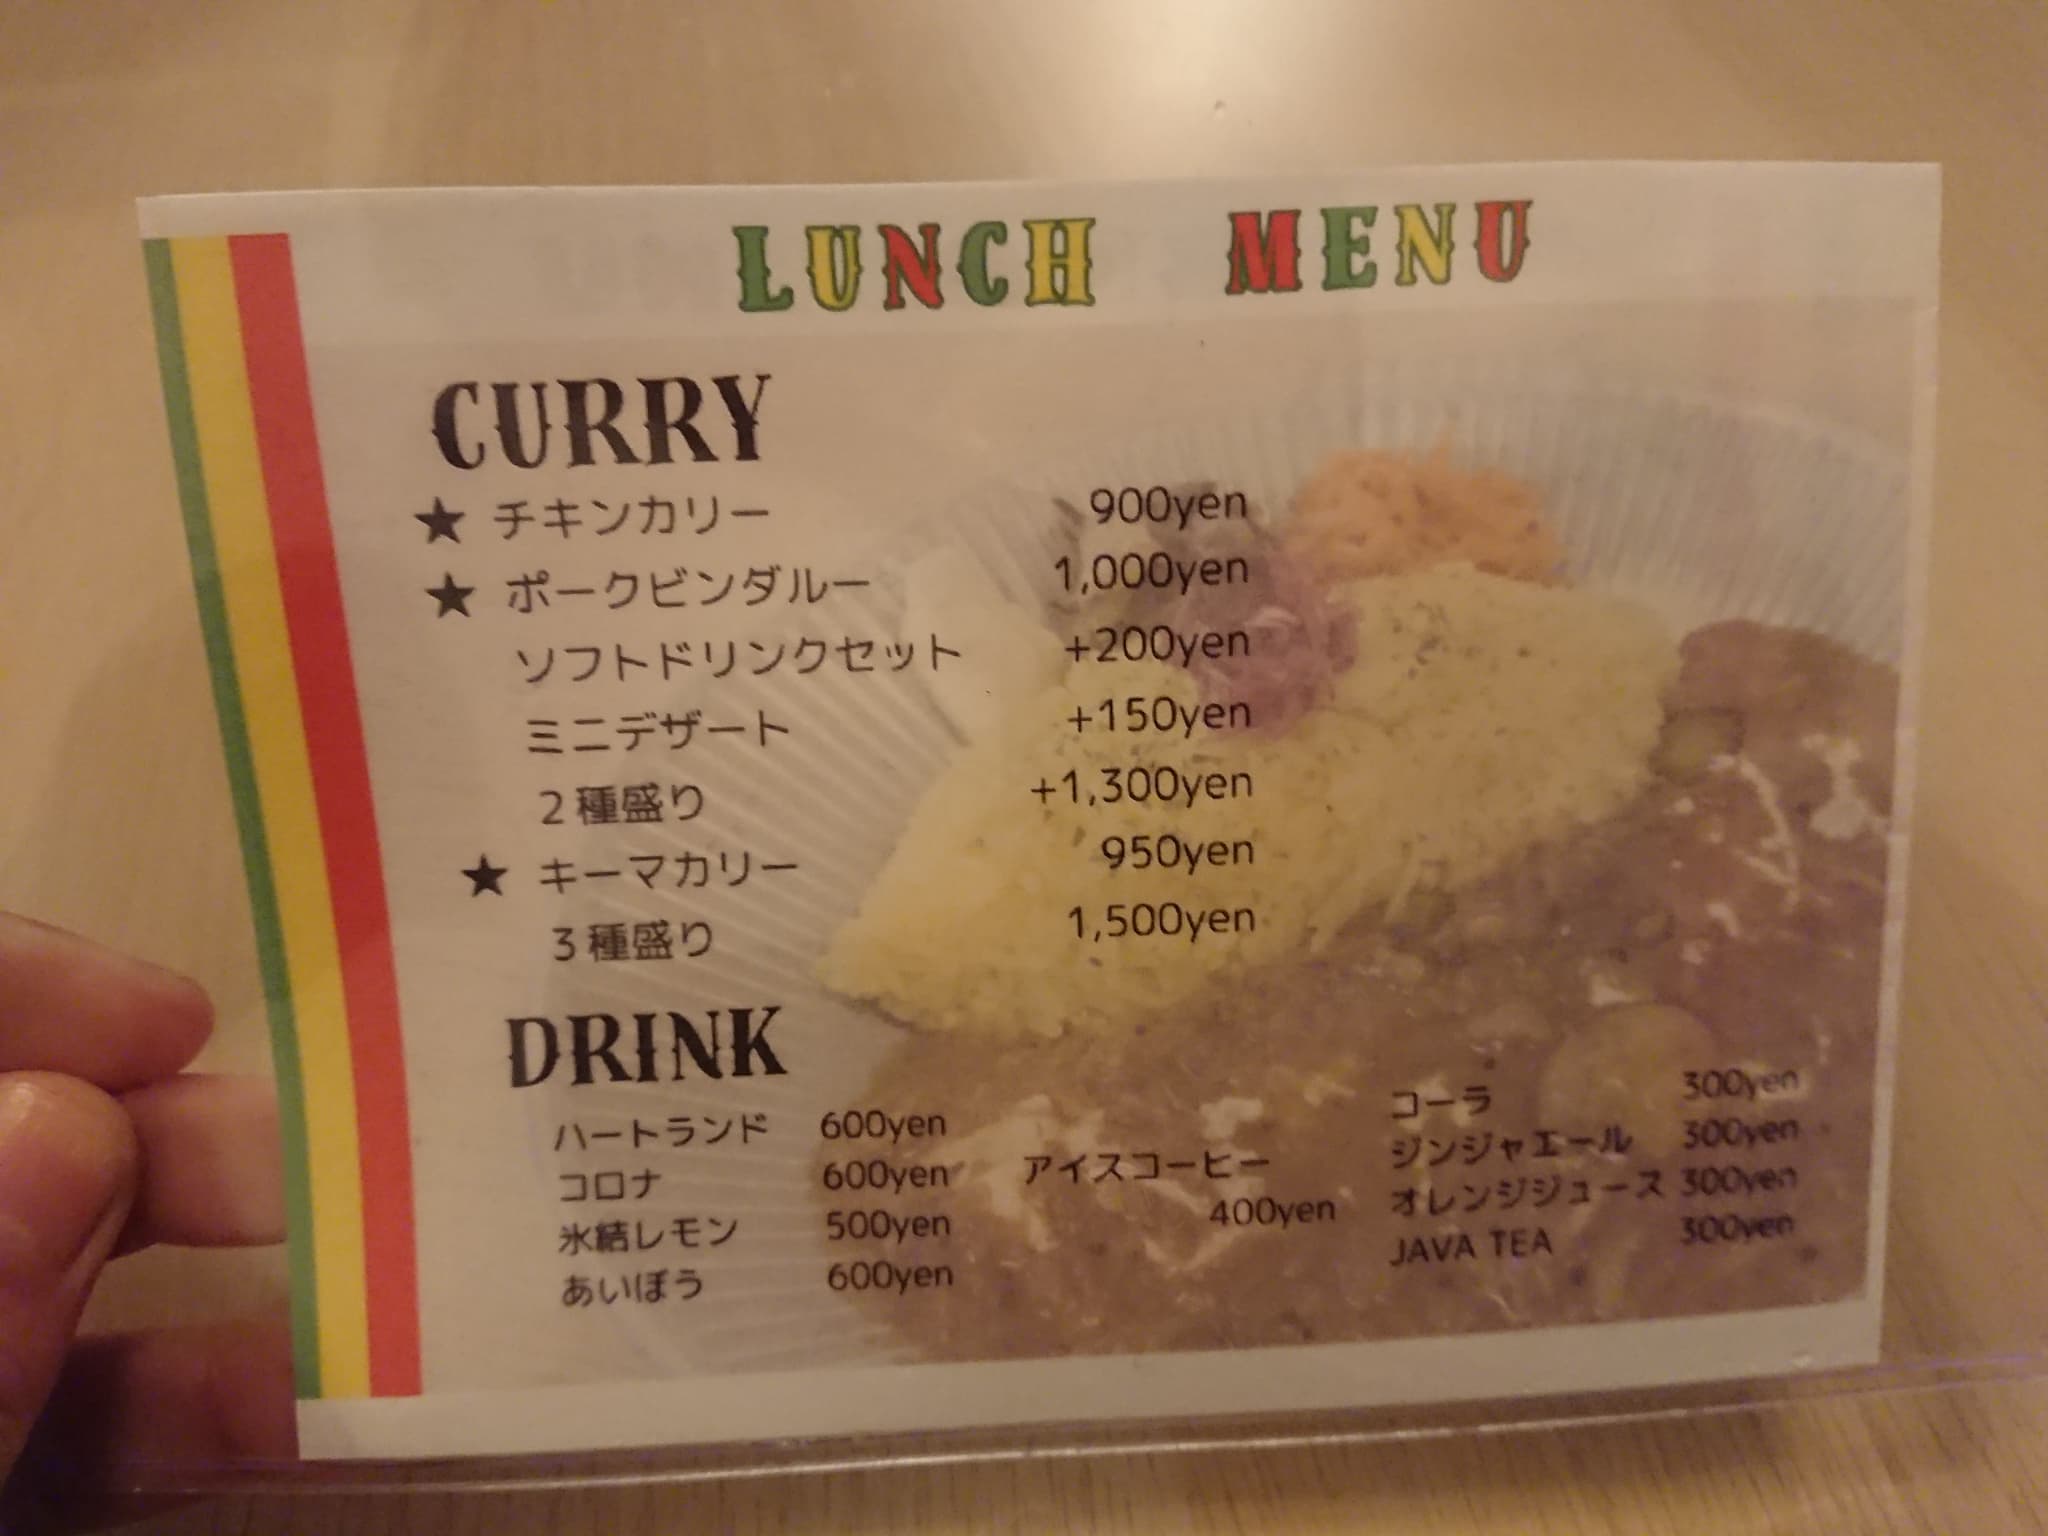 LUNCH MENU
CURRY
★ チキンカリー 900yen
★ ポークビンダルー 1,000yen
ソフトドリンクセット +200yen
ミニデザート +150yen
2種盛り +1,300yen
★ キーマカリー 950yen
3種盛り 1,500yen
DRINK
ハートランド 600yen
コロナ 600yen
氷結レモン 500yen
あいぼう 600yen
アイスコーヒー
400yen
コーラ 300yen
ジンジャエール 300yen
オレンジジュース 300yen
JAVA TEA 300yen